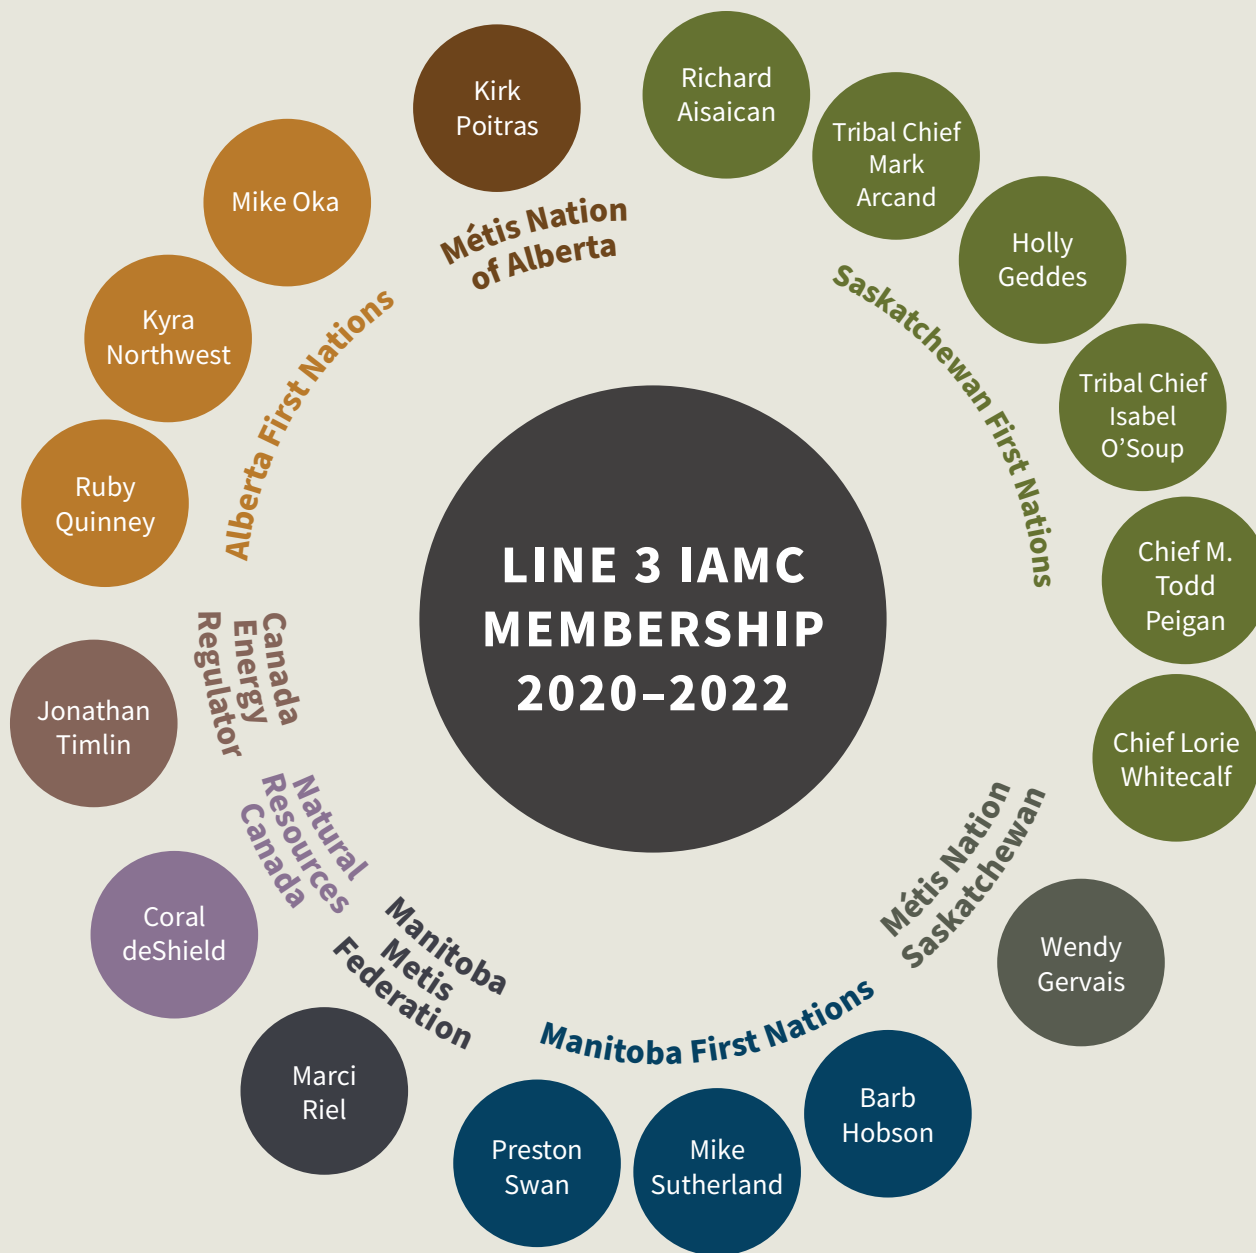 LINE 3 IAMC
MEMBERSHIP
2020–2022
Métis Nation
of Alberta
Kirk
Poitras
Saskatchewan First Nations
Richard
Aisaican
Tribal Chief
Mark
Arcand
Holly
Geddes
Tribal Chief
Isabel
O’Soup
Chief M.
Todd
Peigan
Chief Lorie
Whitecalf
Métis Nation
Saskatchewan
Wendy
Gervais
Manitoba First Nations
Barb
Hobson
Mike
Sutherland
Preston
Swan
Manitoba
Metis
Federation
Marci
Riel
Natural
Resources
Canada
Coral
deShield
Canada
Energy
Regulator
Jonathan
Timlin
Alberta First Nations
Ruby
Quinney
Kyra
Northwest
Mike Oka